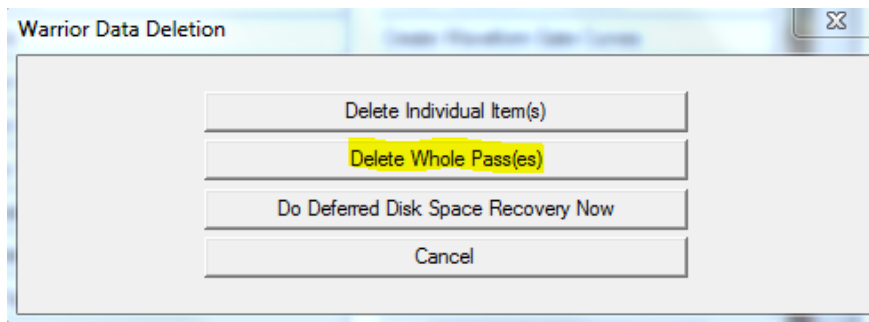 Warrior Data Deletion
Delete Individual Item(s)
Delete Whole Pass(es)
Do Deferred Disk Space Recovery Now
Cancel